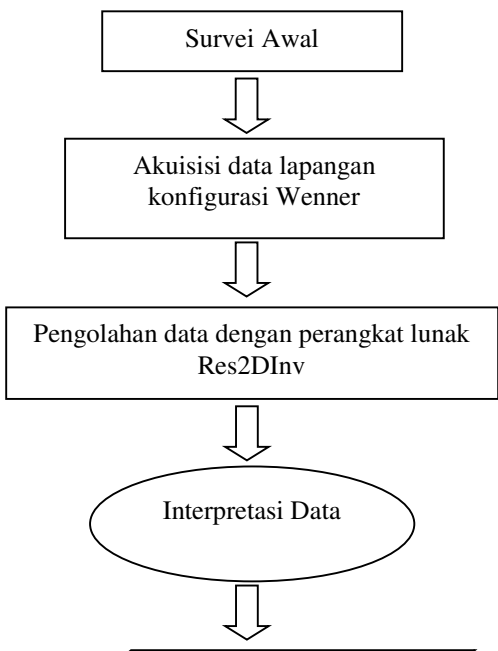 Survei Awal
Akuisisi data lapangan
konfigurasi Wenner
Pengolahan data dengan perangkat lunak
Res2DInv
Interpretasi Data